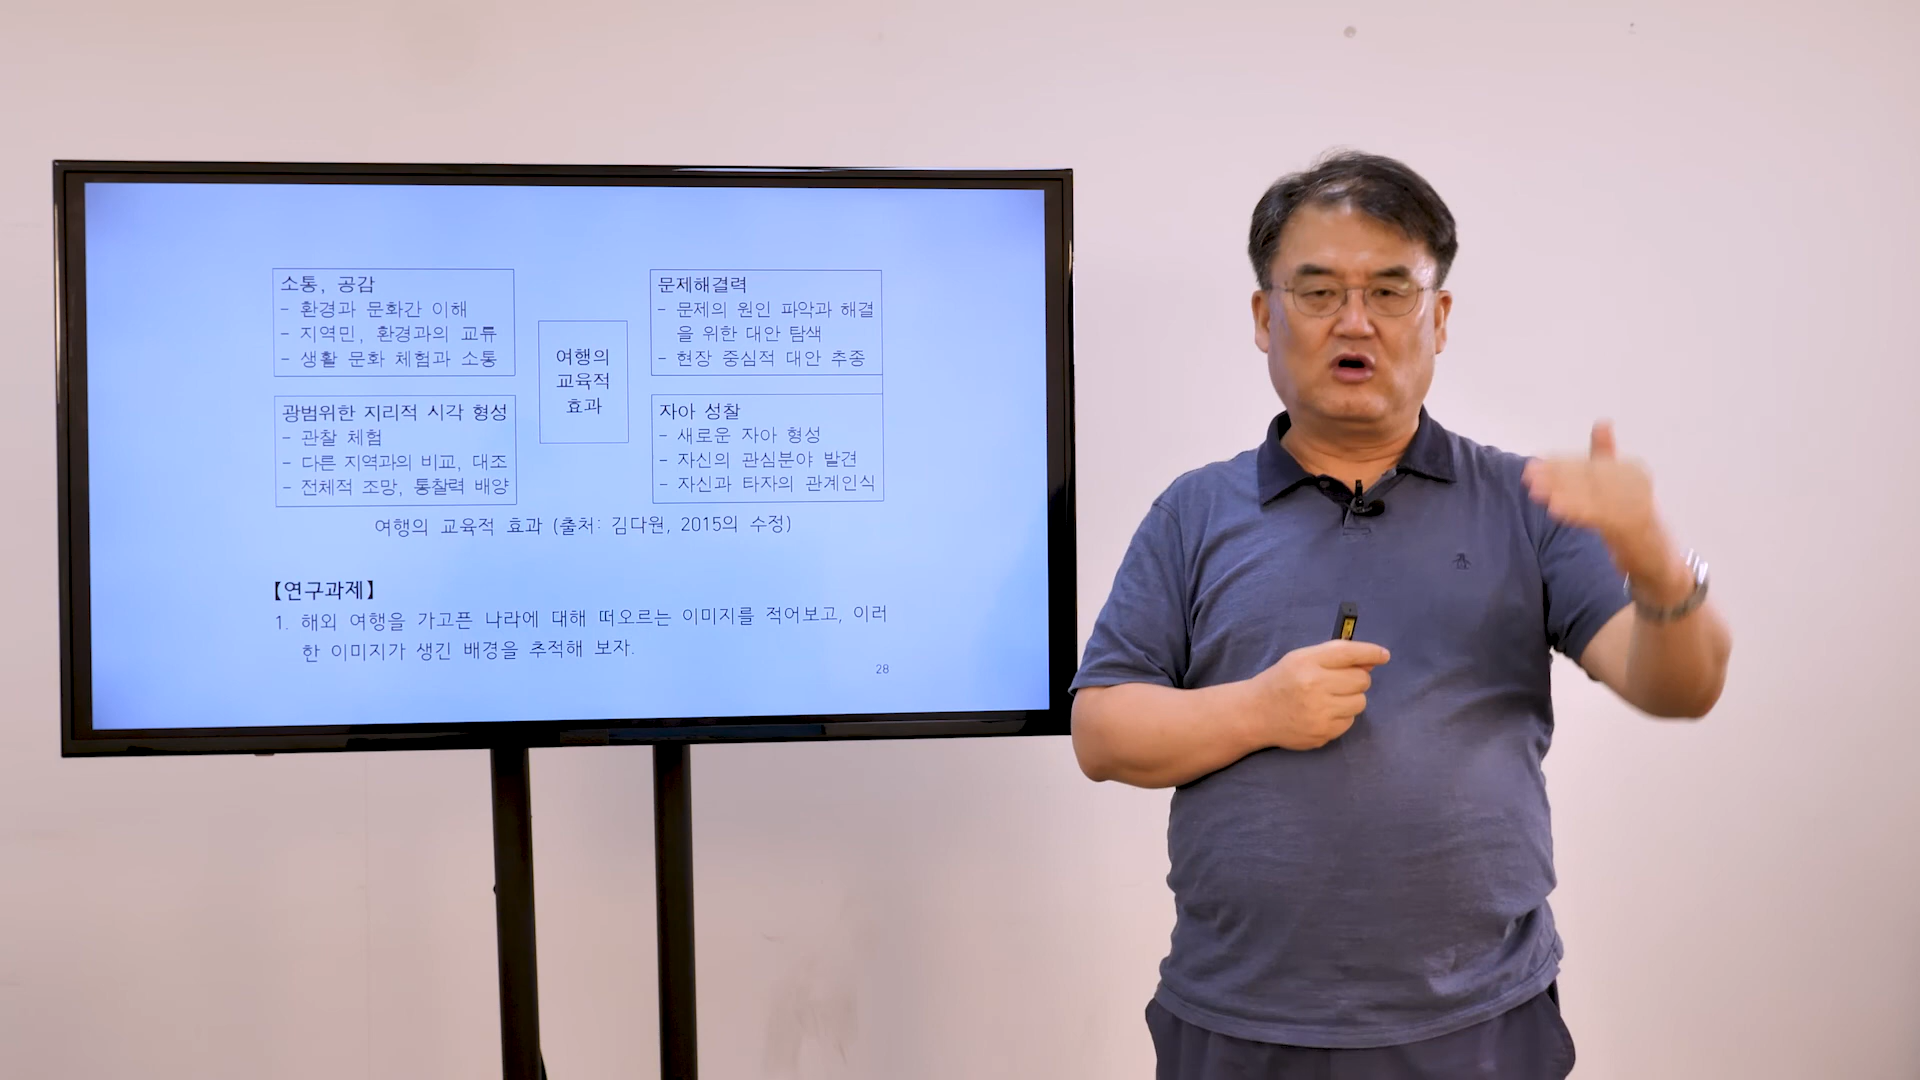 소통, 공감
- 환경과 문화간 이해
- 지역민, 환경과의 교류
- 생활 문화 체험과 소통
문제해결력
- 문제의 원인 파악과 해결
을 위한 대안 탐색
- 현장 중심적 대안 추종
여행의
교육적
효과
광범위한 지리적 시각 형성
- 관찰 체험
- 다른 지역과의 비교, 대조
- 전체적 조망, 통찰력 배양
자아 성찰
- 새로운 자아 형성
- 자신의 관심분야 발견
- 자신과 타자의 관계인식
여행의 교육적 효과 (출처: 김다원, 2015의 수정)
【연구과제】
1. 해외 여행을 가고픈 나라에 대해 떠오르는 이미지를 적어보고, 이러
한 이미지가 생긴 배경을 추적해 보자.
28